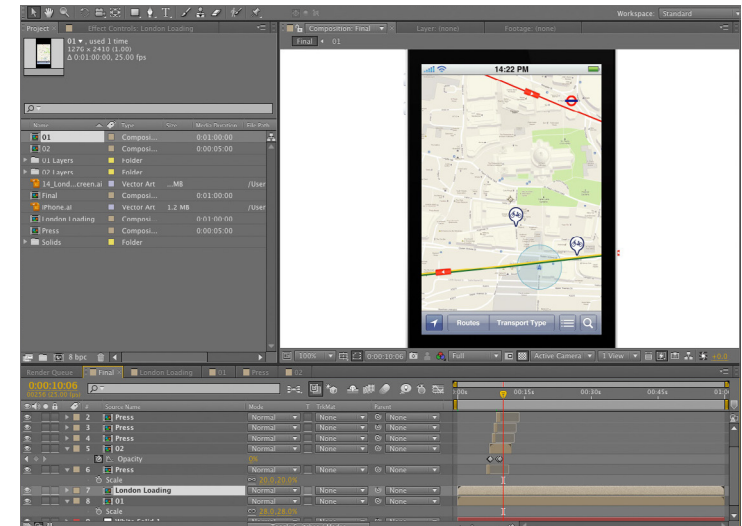 Workspace: Standard
Project
Effect Controls: London Loading
Composition: Final
Layer: (none)
Footage: (none)
01, used 1 time
1276 x 2410 (1.00)
Δ 0:01:00:00, 25.00 fps
Final 01
14:22 PM
Name Type Size Media Duration File Path
01 Composi... 0:01:00:00
02 Composi... 0:00:05:00
01 Layers Folder
02 Layers Folder
14_Lond...creen.ai Vector Art ...MB /User
Final Composi... 0:01:00:00
iPhone.ai Vector Art 1.2 MB /User
London Loading Composi... 0:01:00:00
Press Composi... 0:00:05:00
Solids Folder
Routes Transport Type
8 bpc
100% 0:00:10:06 Full Active Camera 1 View +0.0
Render Queue Final London Loading 01 Press 02
0:00:10:06
00256 (25.00 fps)
:00s 00:15s 00:30s 00:45s 01:0
# Source Name Mode T TrkMat Parent
2 Press Normal None None
3 Press Normal None None
4 Press Normal None None
5 02 Normal None None
Opacity 0%
6 Press Normal None None
Scale 20.0,20.0%
7 London Loading Normal None None
8 01 Normal None None
Scale 28.0,28.0%